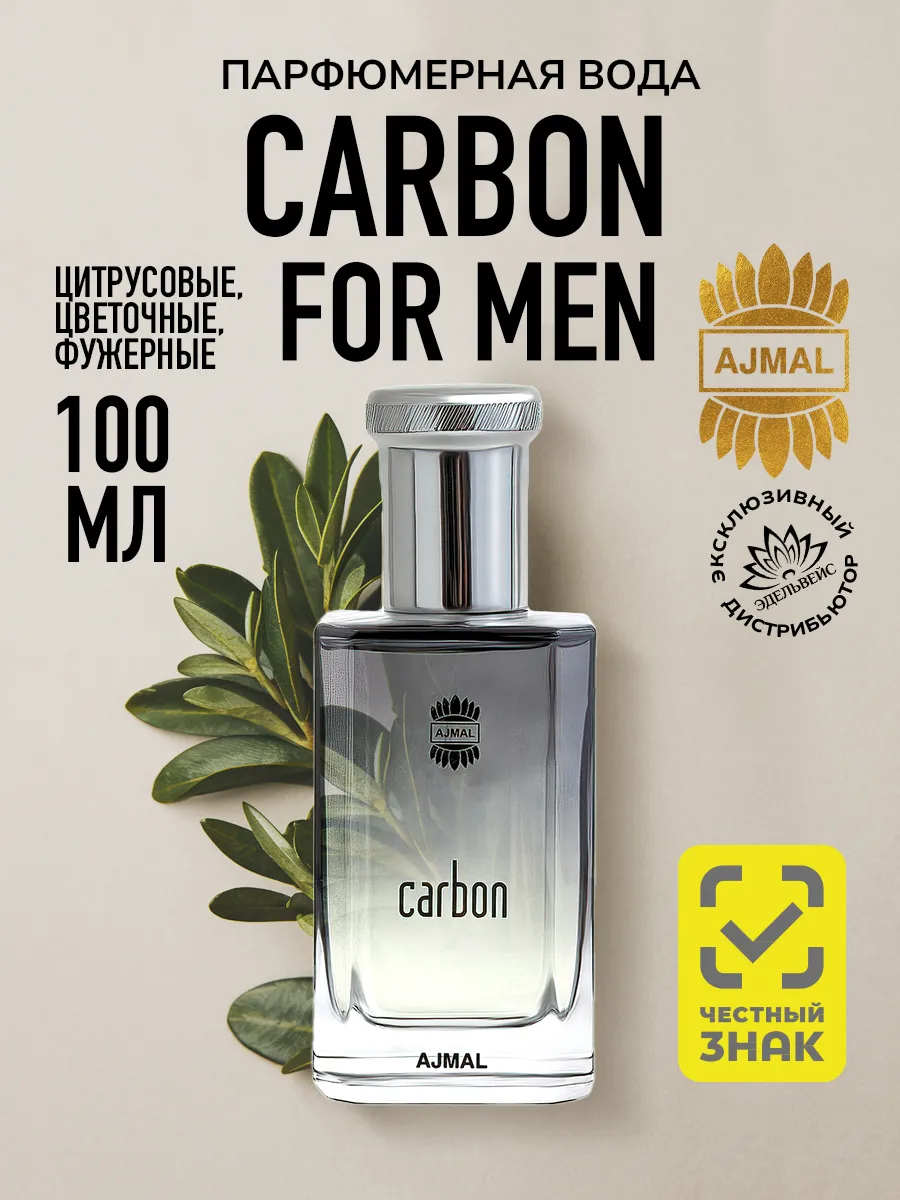 ПАРФЮМЕРНАЯ ВОДА
CARBON
FOR MEN
ЦИТРУСОВЫЕ,
ЦВЕТОЧНЫЕ,
ФУЖЕРНЫЕ
100
МЛ
AJMAL
ЭКСКЛЮЗИВНЫЙ
ЭДЕЛЬВЕЙС
ДИСТРИБЬЮТОР
AJMAL
carbon
AJMAL
ЧЕСТНЫЙ
ЗНАК